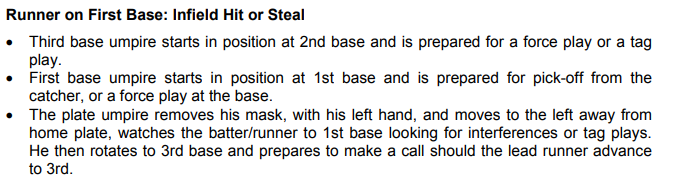 Runner on First Base: Infield Hit or Steal
• Third base umpire starts in position at 2nd base and is prepared for a force play or a tag
play.
• First base umpire starts in position at 1st base and is prepared for pick-off from the
catcher, or a force play at the base.
• The plate umpire removes his mask, with his left hand, and moves to the left away from
home plate, watches the batter/runner to 1st base looking for interferences or tag plays.
He then rotates to 3rd base and prepares to make a call should the lead runner advance
to 3rd.